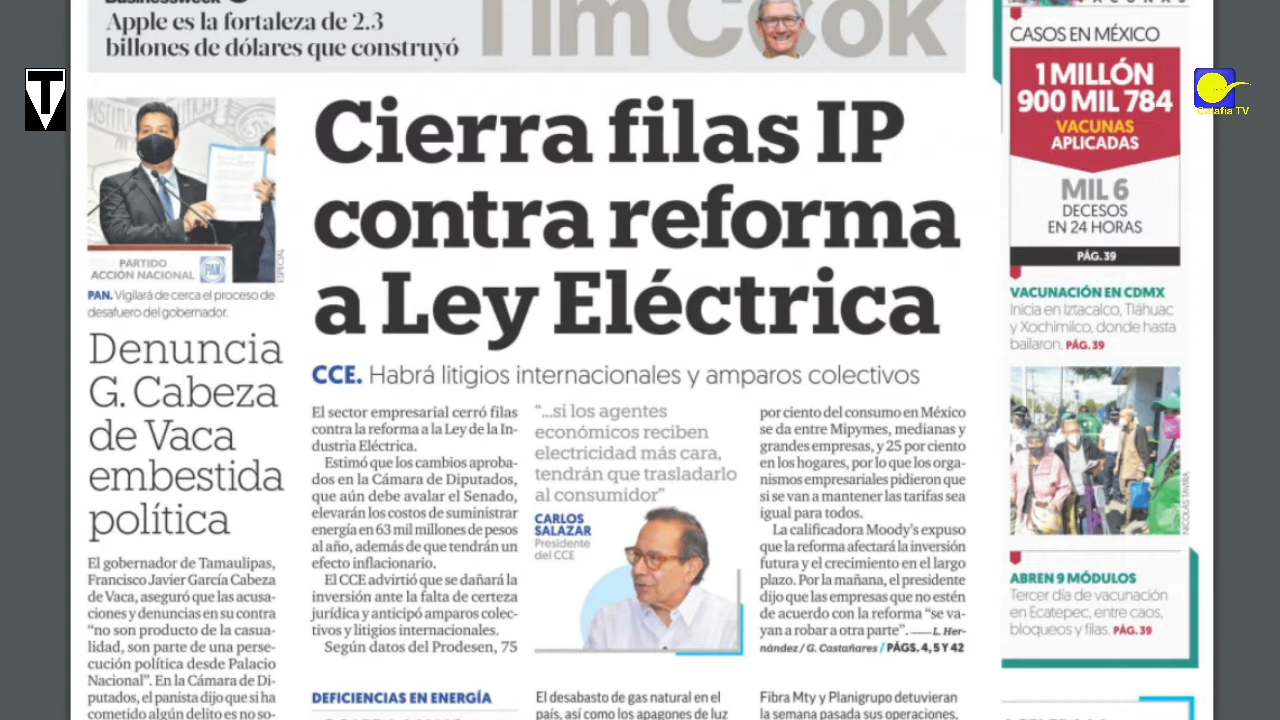 Businessweek
Apple es la fortaleza de 2.3
billones de dólares que construyó
Tim Cook
T
PARTIDO
ACCIÓN NACIONAL
PAN
ESPECIAL
PAN. Vigilará de cerca el proceso de
desafuero del gobernador.
Denuncia
G. Cabeza
de Vaca
embestida
política
El gobernador de Tamaulipas,
Francisco Javier García Cabeza
de Vaca, aseguró que las acusa-
ciones y denuncias en su contra
“no son producto de la casua-
lidad, son parte de una perse-
cución política desde Palacio
Nacional”. En la Cámara de Di-
putados, el panista dijo que si ha
cometido algún delito es no so-
Cierra filas IP
contra reforma
a Ley Eléctrica
CCE. Habrá litigios internacionales y amparos colectivos
El sector empresarial cerró filas
contra la reforma a la Ley de la In-
dustria Eléctrica.
Estimó que los cambios aproba-
dos en la Cámara de Diputados,
que aún debe avalar el Senado,
elevarán los costos de suministrar
energía en 63 mil millones de pesos
al año, además de que tendrán un
efecto inflacionario.
El CCE advirtió que se dañará la
inversión ante la falta de certeza
jurídica y anticipó amparos colec-
tivos y litigios internacionales.
Según datos del Prodesen, 75
“...si los agentes
económicos reciben
electricidad más cara,
tendrán que trasladarlo
al consumidor”
CARLOS
SALAZAR
Presidente
del CCE
por ciento del consumo en México
se da entre Mipymes, medianas y
grandes empresas, y 25 por ciento
en los hogares, por lo que los orga-
nismos empresariales pidieron que
si se van a mantener las tarifas sea
igual para todos.
La calificadora Moody’s expuso
que la reforma afectará la inversión
futura y el crecimiento en el largo
plazo. Por la mañana, el presidente
dijo que las empresas que no estén
de acuerdo con la reforma “se va-
yan a robar a otra parte”. — L. Her-
nández / G. Castañares / PÁGS. 4, 5 Y 42
DEFICIENCIAS EN ENERGÍA
El desabasto de gas natural en el
país, así como los apagones de luz
Fibra Mty y Planigrupo detuvieran
la semana pasada sus operaciones,
CASOS EN MÉXICO
1 MILLÓN
900 MIL 784
VACUNAS
APLICADAS
MIL 6
DECESOS
EN 24 HORAS
PÁG. 39
VACUNACIÓN EN CDMX
Inicia en Iztacalco, Tláhuac
y Xochimilco, donde hasta
bailaron. PÁG. 39
NICOLÁS TAVIRA
ABREN 9 MÓDULOS
Tercer día de vacunación
en Ecatepec, entre caos,
bloqueos y filas. PÁG. 39